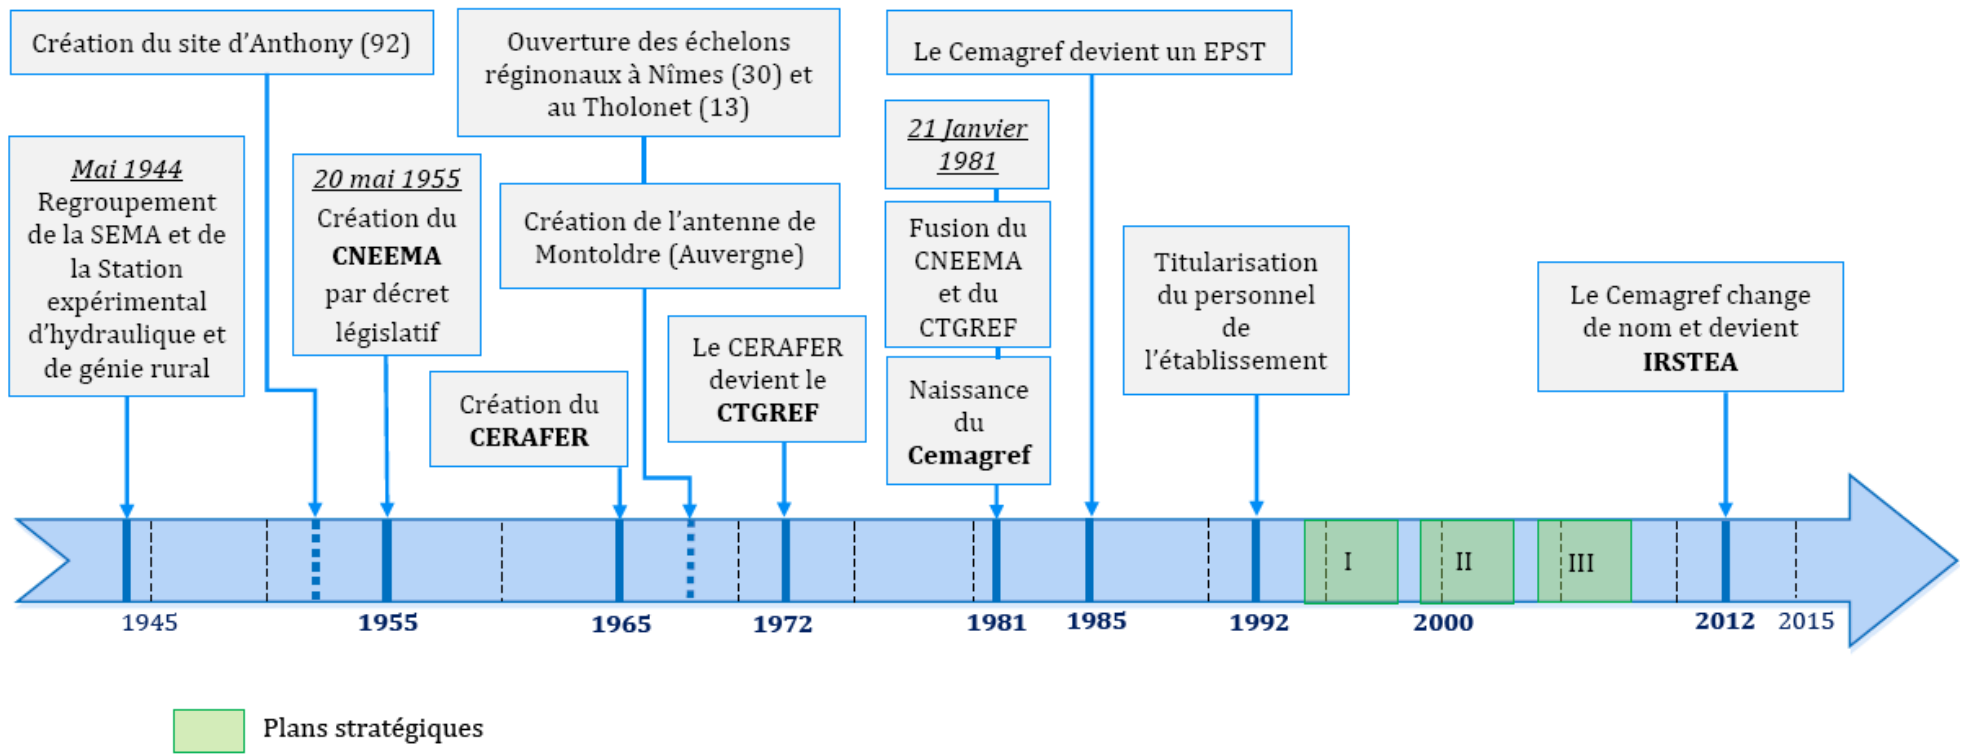 Création du site d'Anthony (92)
Ouverture des échelons
réginonaux à Nîmes (30) et
au Tholonet (13)
Le Cemagref devient un EPST
Mai 1944
Regroupement
de la SEMA et de
la Station
expérimental
d'hydraulique et
de génie rural
20 mai 1955
Création du
CNEEMA
par décret
législatif
Création de l'antenne de
Montoldre (Auvergne)
21 Janvier
1981
Fusion du
CNEEMA
et du
CTGREF
Naissance
du
Cemagref
Titularisation
du personnel
de
l'établissement
Le Cemagref change
de nom et devient
IRSTEA
Création du
CERAFER
Le CERAFER
devient le
CTGREF
I
II
III
1945
1955
1965
1972
1981
1985
1992
2000
2012
2015
Plans stratégiques